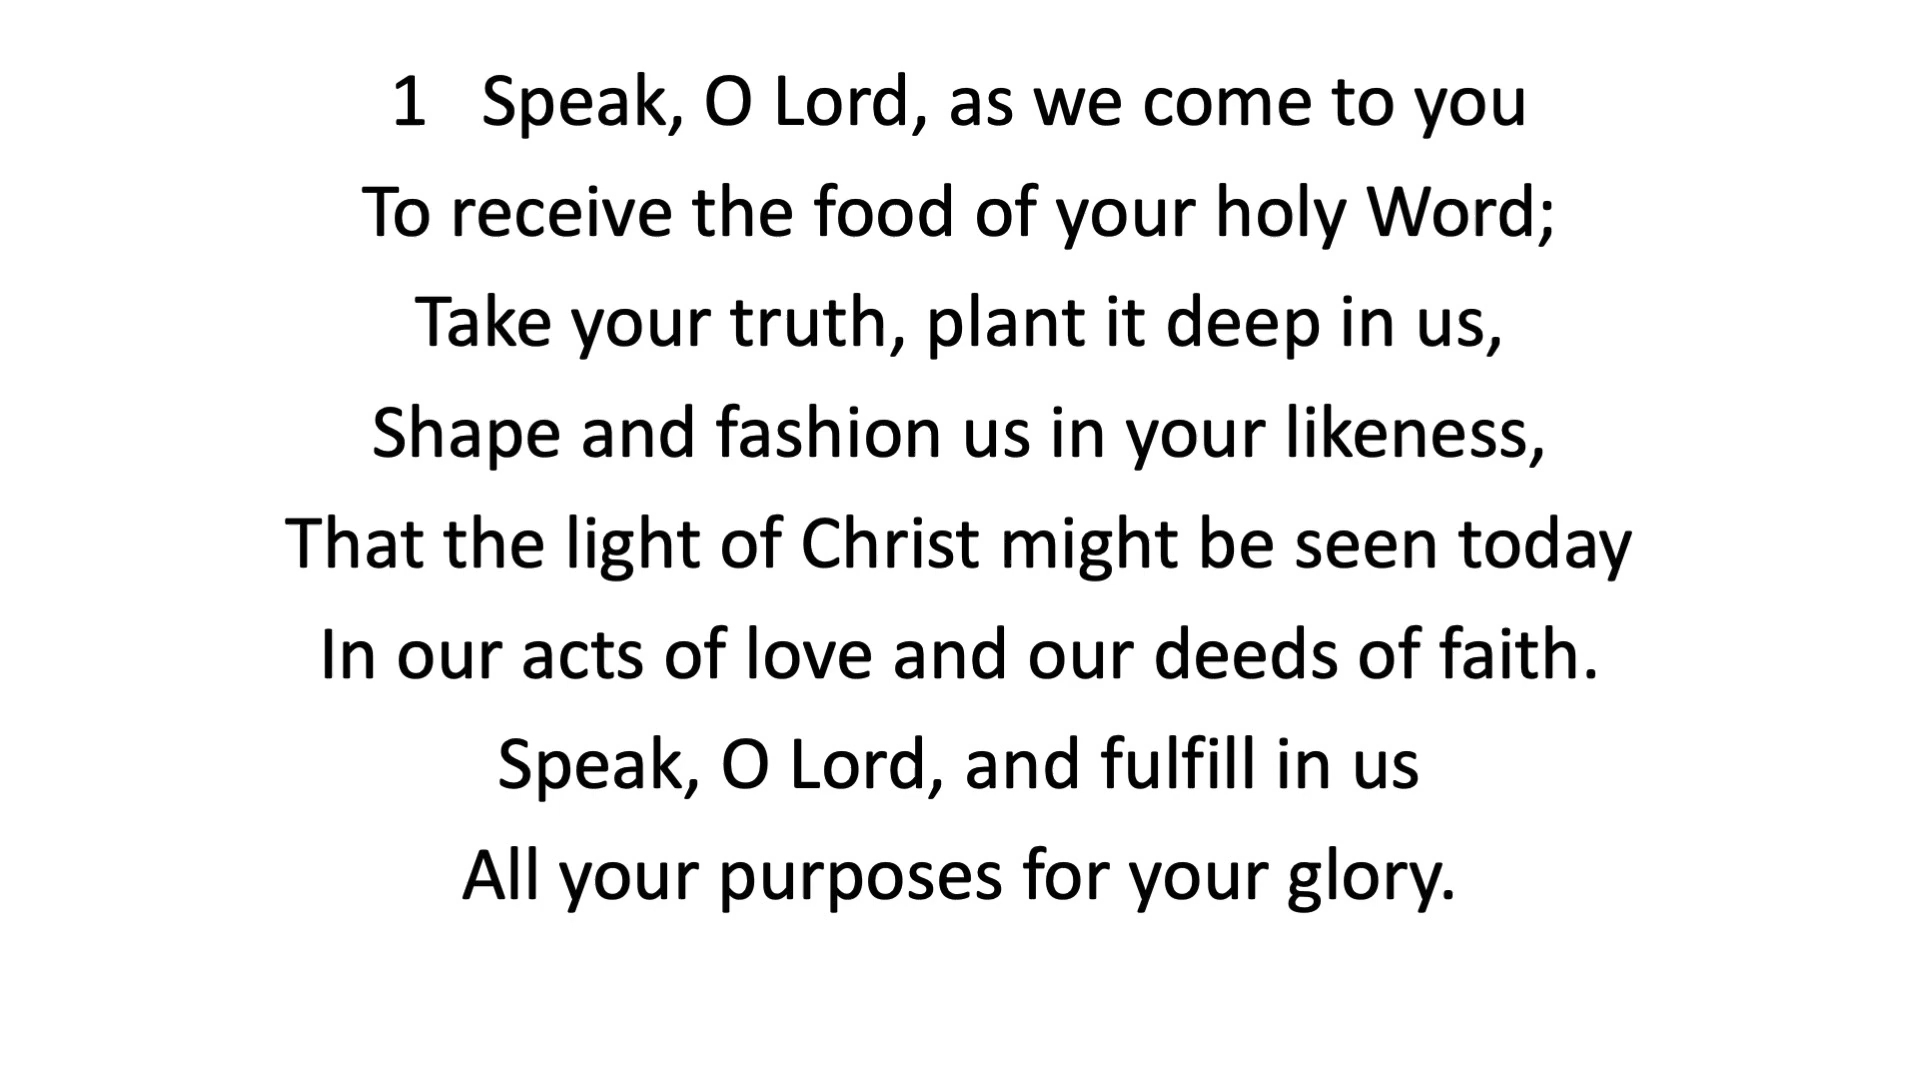 1 Speak, O Lord, as we come to you
To receive the food of your holy Word;
Take your truth, plant it deep in us,
Shape and fashion us in your likeness,
That the light of Christ might be seen today
In our acts of love and our deeds of faith.
Speak, O Lord, and fulfill in us
All your purposes for your glory.